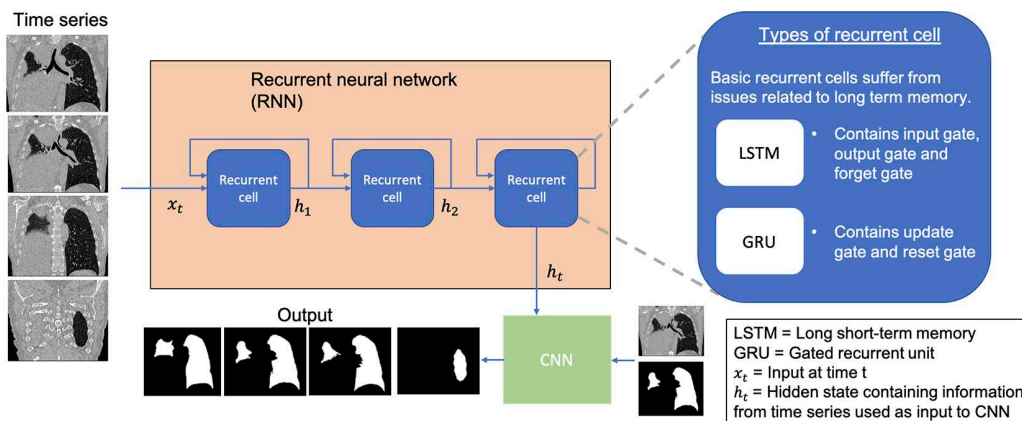 Time series
Recurrent neural network
(RNN)
Recurrent
cell
Recurrent
cell
Recurrent
cell
x_t
h_1
h_2
h_t
Types of recurrent cell
Basic recurrent cells suffer from
issues related to long term memory.
LSTM
• Contains input gate,
output gate and
forget gate
GRU
• Contains update
gate and reset gate
Output
CNN
LSTM = Long short-term memory
GRU = Gated recurrent unit
x_t = Input at time t
h_t = Hidden state containing information
from time series used as input to CNN